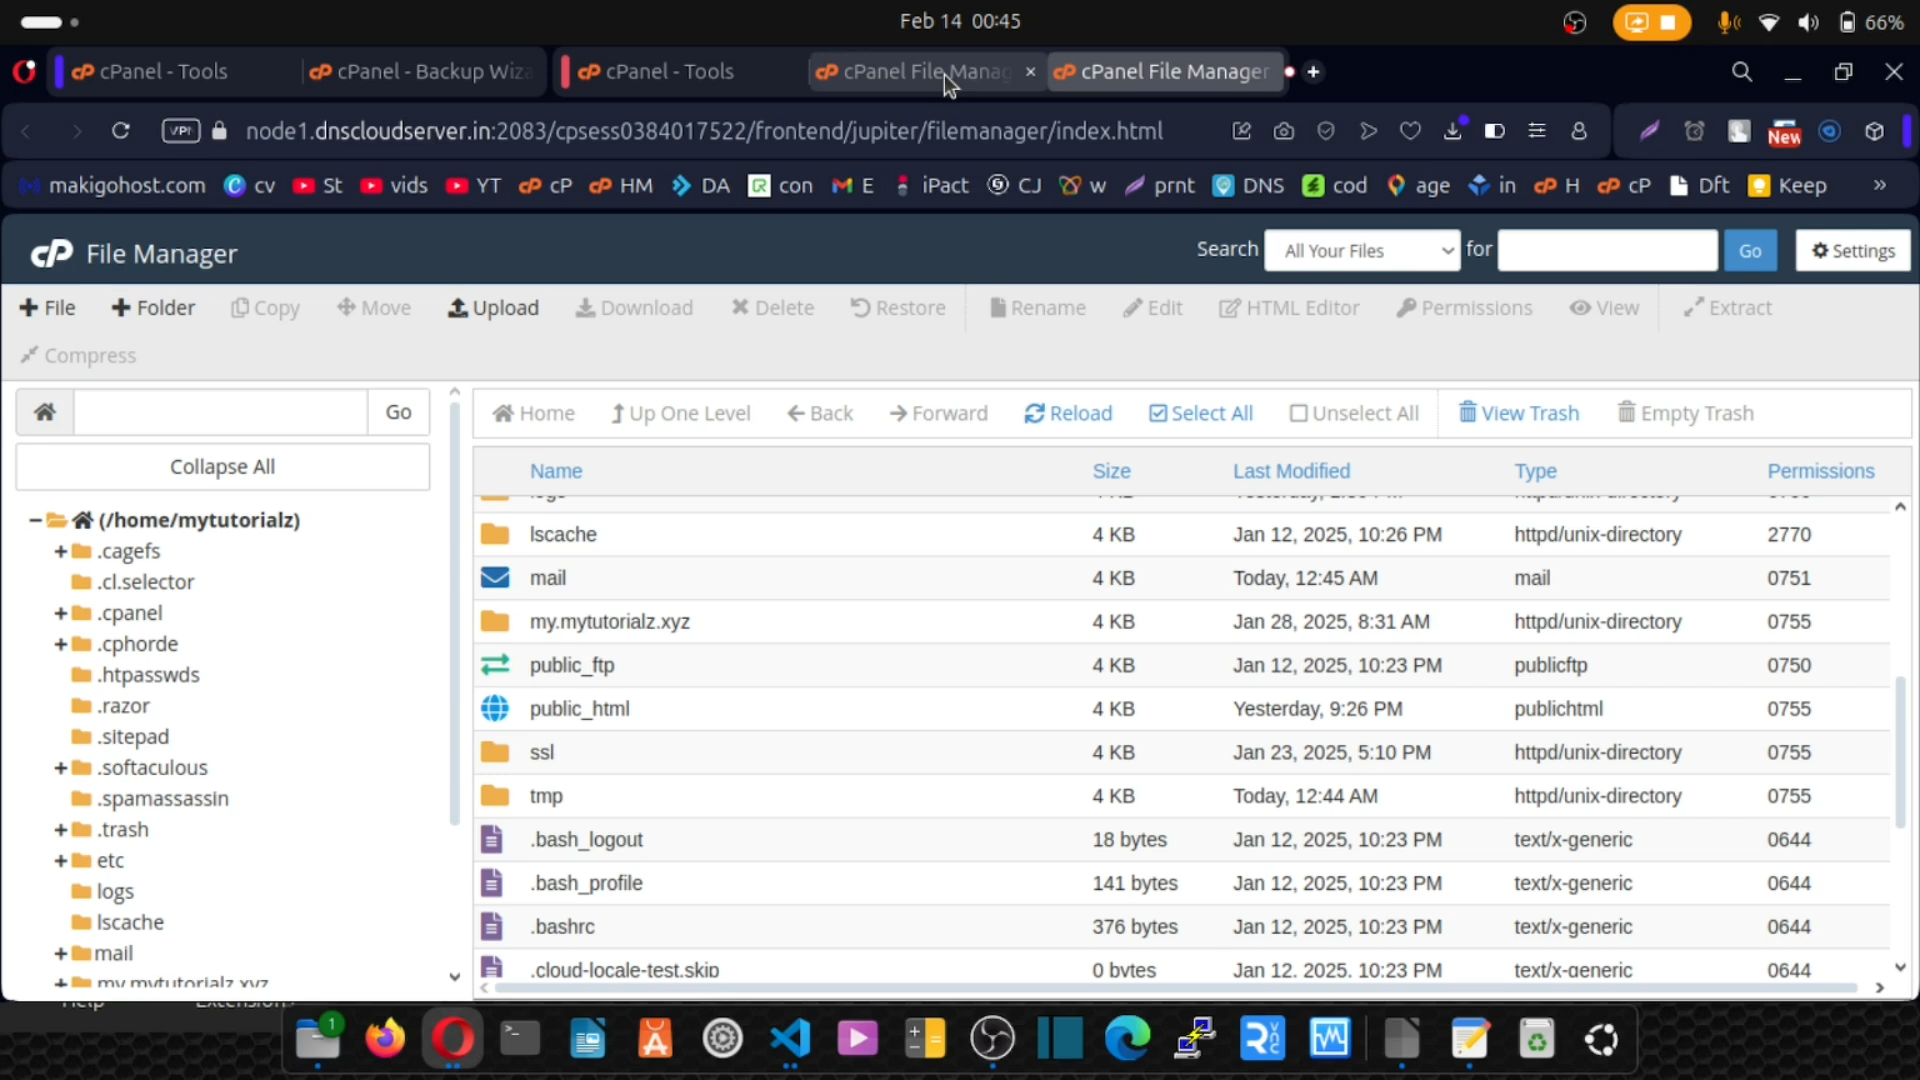 Feb 14 00:45
66%
cPanel - Tools
cPanel - Backup Wiza
cPanel - Tools
cPanel File Manag
cPanel File Manager
VPN
node1.dnscloudserver.in:2083/cpsess0384017522/frontend/jupiter/filemanager/index.html
New
makigohost.com
cv
St
vids
YT
cP
HM
DA
con
E
iPact
CJ
w
prnt
DNS
cod
age
in
H
cP
Dft
Keep
cP File Manager
Search
All Your Files
for
Go
Settings
File
Folder
Copy
Move
Upload
Download
Delete
Restore
Rename
Edit
HTML Editor
Permissions
View
Extract
Compress
Go
Home
Up One Level
Back
Forward
Reload
Select All
Unselect All
View Trash
Empty Trash
Collapse All
(/home/mytutorialz)
.cagefs
.cl.selector
.cpanel
.cphorde
.htpasswds
.razor
.sitepad
.softaculous
.spamassassin
.trash
etc
logs
lscache
mail
my.mytutorialz.xyz
Name Size Last Modified Type Permissions
lscache 4 KB Jan 12, 2025, 10:26 PM httpd/unix-directory 2770
mail 4 KB Today, 12:45 AM mail 0751
my.mytutorialz.xyz 4 KB Jan 28, 2025, 8:31 AM httpd/unix-directory 0755
public_ftp 4 KB Jan 12, 2025, 10:23 PM publicftp 0750
public_html 4 KB Yesterday, 9:26 PM publichtml 0755
ssl 4 KB Jan 23, 2025, 5:10 PM httpd/unix-directory 0755
tmp 4 KB Today, 12:44 AM httpd/unix-directory 0755
.bash_logout 18 bytes Jan 12, 2025, 10:23 PM text/x-generic 0644
.bash_profile 141 bytes Jan 12, 2025, 10:23 PM text/x-generic 0644
.bashrc 376 bytes Jan 12, 2025, 10:23 PM text/x-generic 0644
.cloud-locale-test.skip 0 bytes Jan 12, 2025, 10:23 PM text/x-generic 0644
Help
1